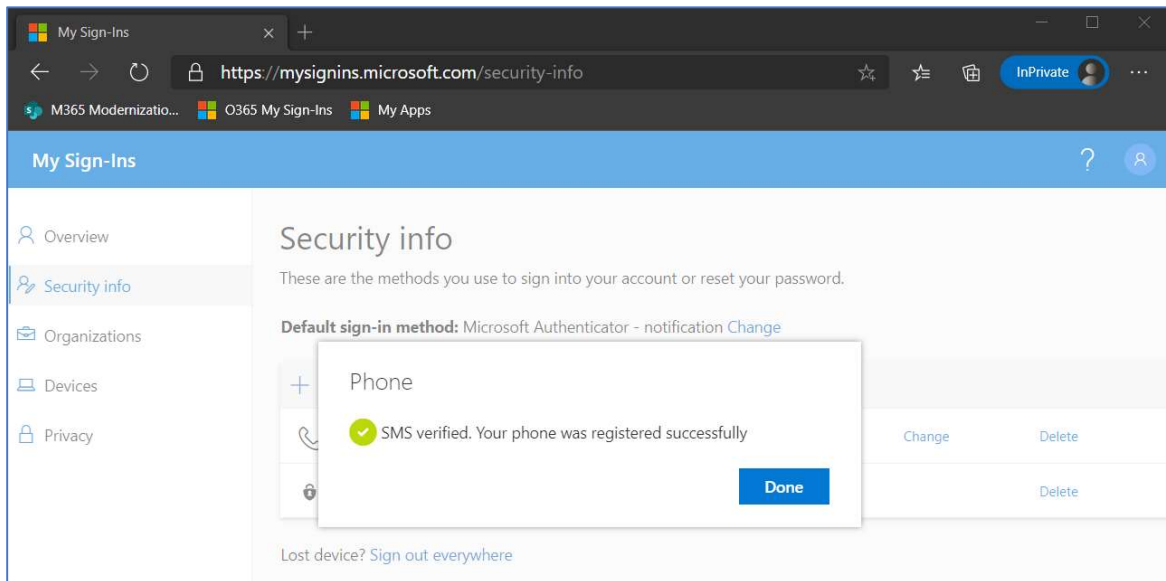 My Sign-Ins
https://mysignins.microsoft.com/security-info
InPrivate
M365 Modernizatio...
O365 My Sign-Ins
My Apps
My Sign-Ins
?
Overview
Security info
Organizations
Devices
Privacy
Security info
These are the methods you use to sign into your account or reset your password.
Default sign-in method: Microsoft Authenticator - notification Change
Phone
SMS verified. Your phone was registered successfully
Done
Change Delete
Delete
Lost device? Sign out everywhere